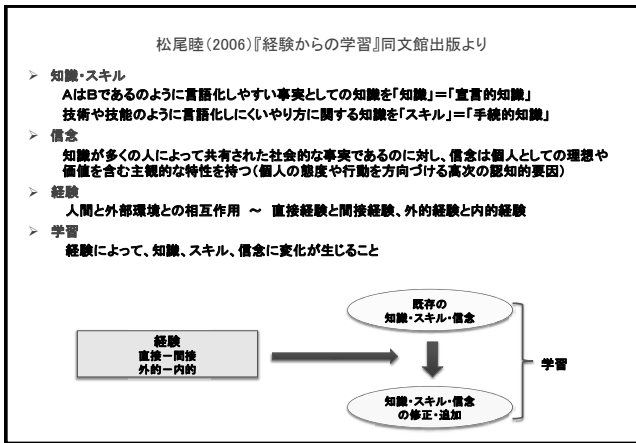 松尾睦(2006)『経験からの学習』同文館出版より
➢ 知識・スキル
AはBであるのように言語化しやすい事実としての知識を「知識」＝「宣言的知識」
技術や技能のように言語化しにくいやり方に関する知識を「スキル」＝「手続的知識」
➢ 信念
知識が多くの人によって共有された社会的な事実であるのに対し、信念は個人としての理想や
価値を含む主観的な特性を持つ(個人の態度や行動を方向づける高次の認知的要因)
➢ 経験
人間と外部環境との相互作用 ～ 直接経験と間接経験、外的経験と内的経験
➢ 学習
経験によって、知識、スキル、信念に変化が生じること
既存の
知識・スキル・信念
経験
直接－間接
外的－内的
学習
知識・スキル・信念
の修正・追加